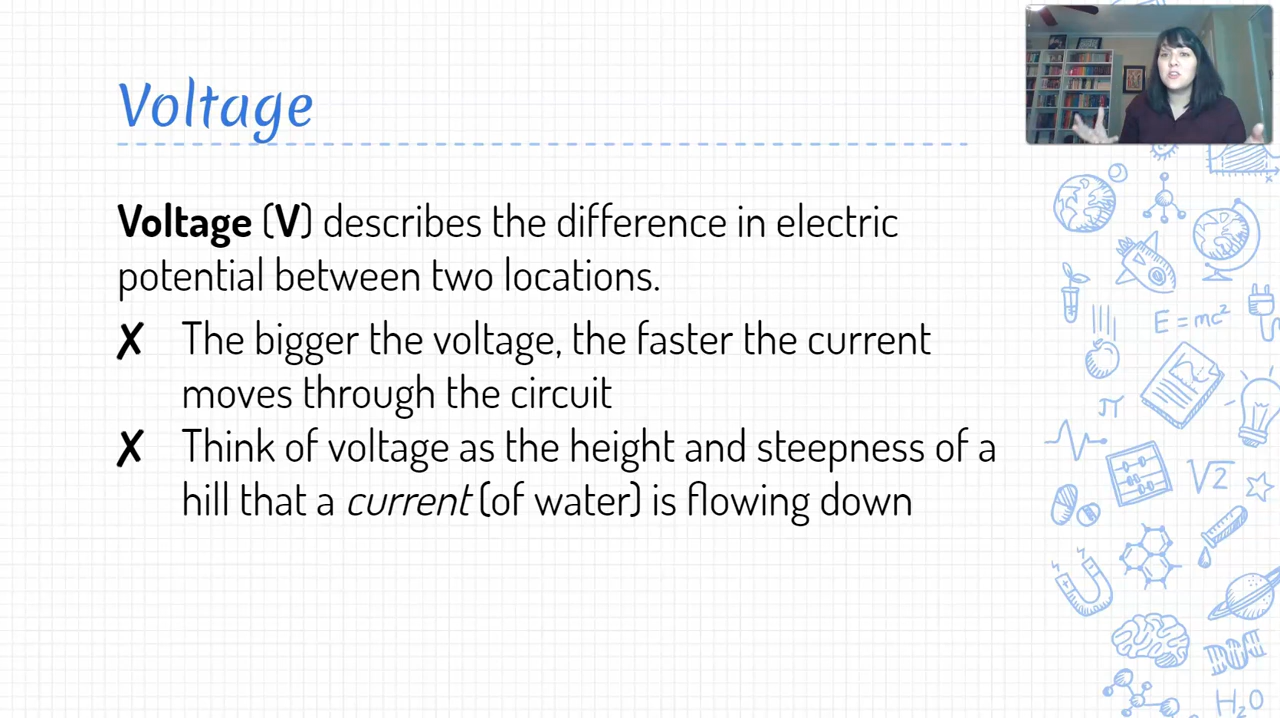 Voltage
Voltage (V) describes the difference in electric
potential between two locations.
✗ The bigger the voltage, the faster the current
moves through the circuit
✗ Think of voltage as the height and steepness of a
hill that a current (of water) is flowing down
E=mc²
π
√2
H₂O